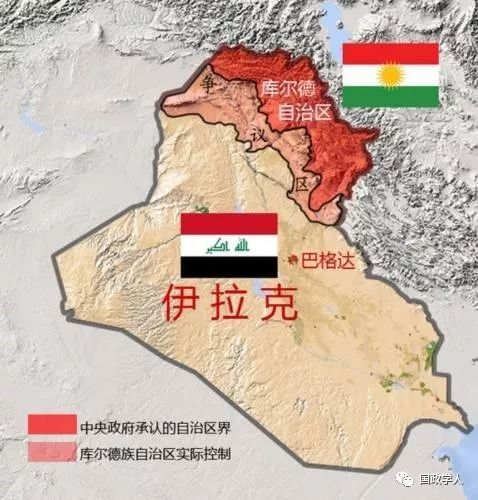 库尔德
自治区
争
议
区
الله اكبر
巴格达
伊拉克
中央政府承认的自治区界
库尔德族自治区实际控制
国政学人